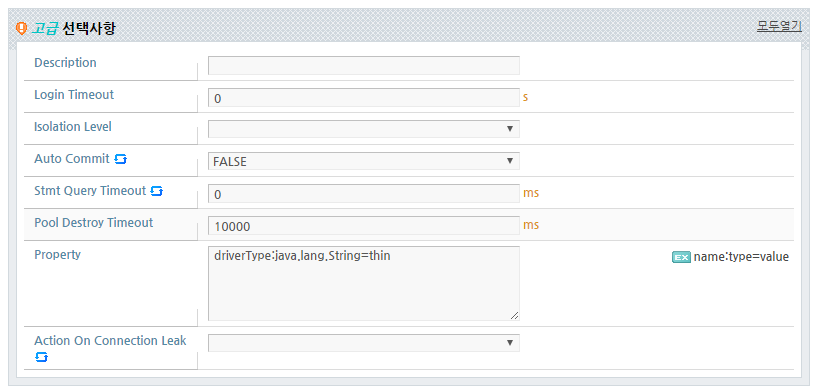 고급 선택사항
모두열기
Description
Login Timeout
0 s
Isolation Level
Auto Commit
FALSE
Stmt Query Timeout
0 ms
Pool Destroy Timeout
10000 ms
Property
driverType:java.lang.String=thin
EX name:type=value
Action On Connection Leak